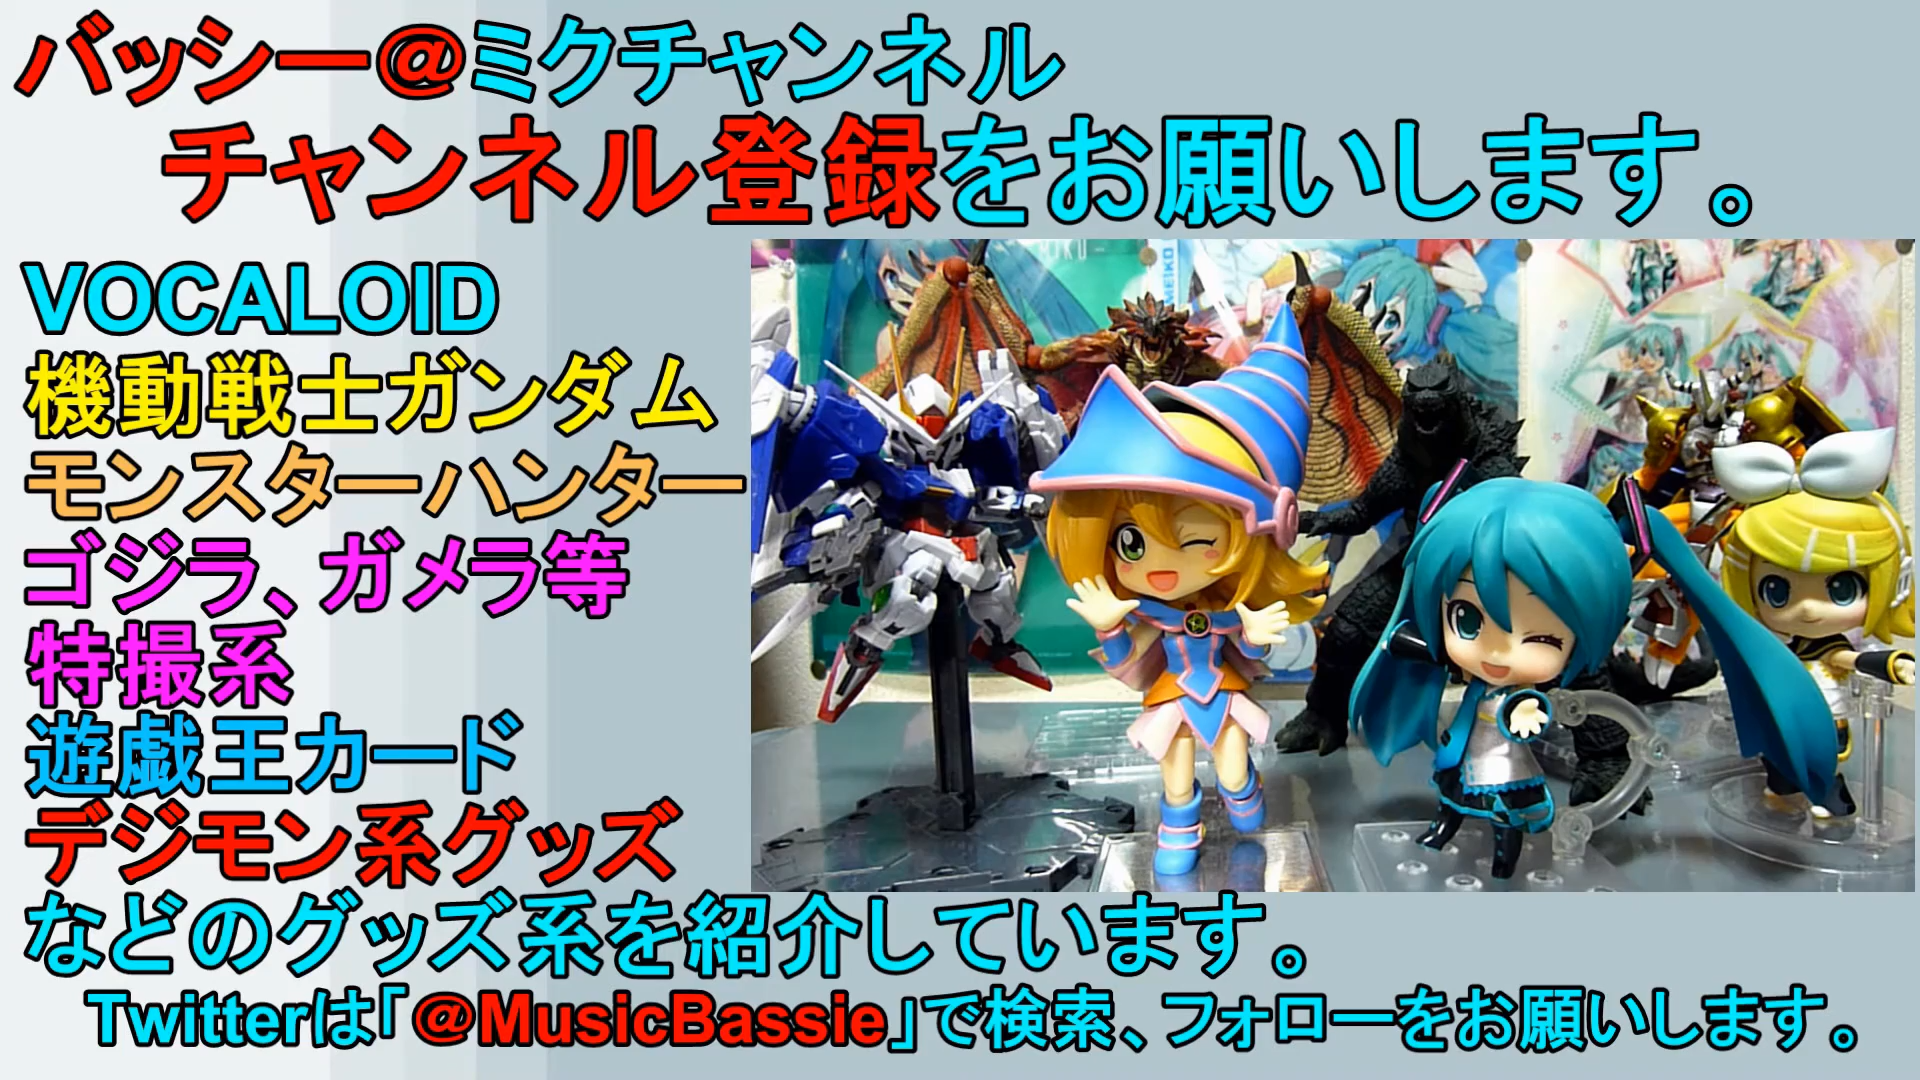 バッシー＠ミクチャンネル
チャンネル登録をお願いします。
VOCALOID
機動戦士ガンダム
モンスターハンター
ゴジラ、ガメラ等
特撮系
遊戯王カード
デジモン系グッズ
などのグッズ系を紹介しています。
Twitterは「＠MusicBassie」で検索、フォローをお願いします。
MIKU
MEIKO